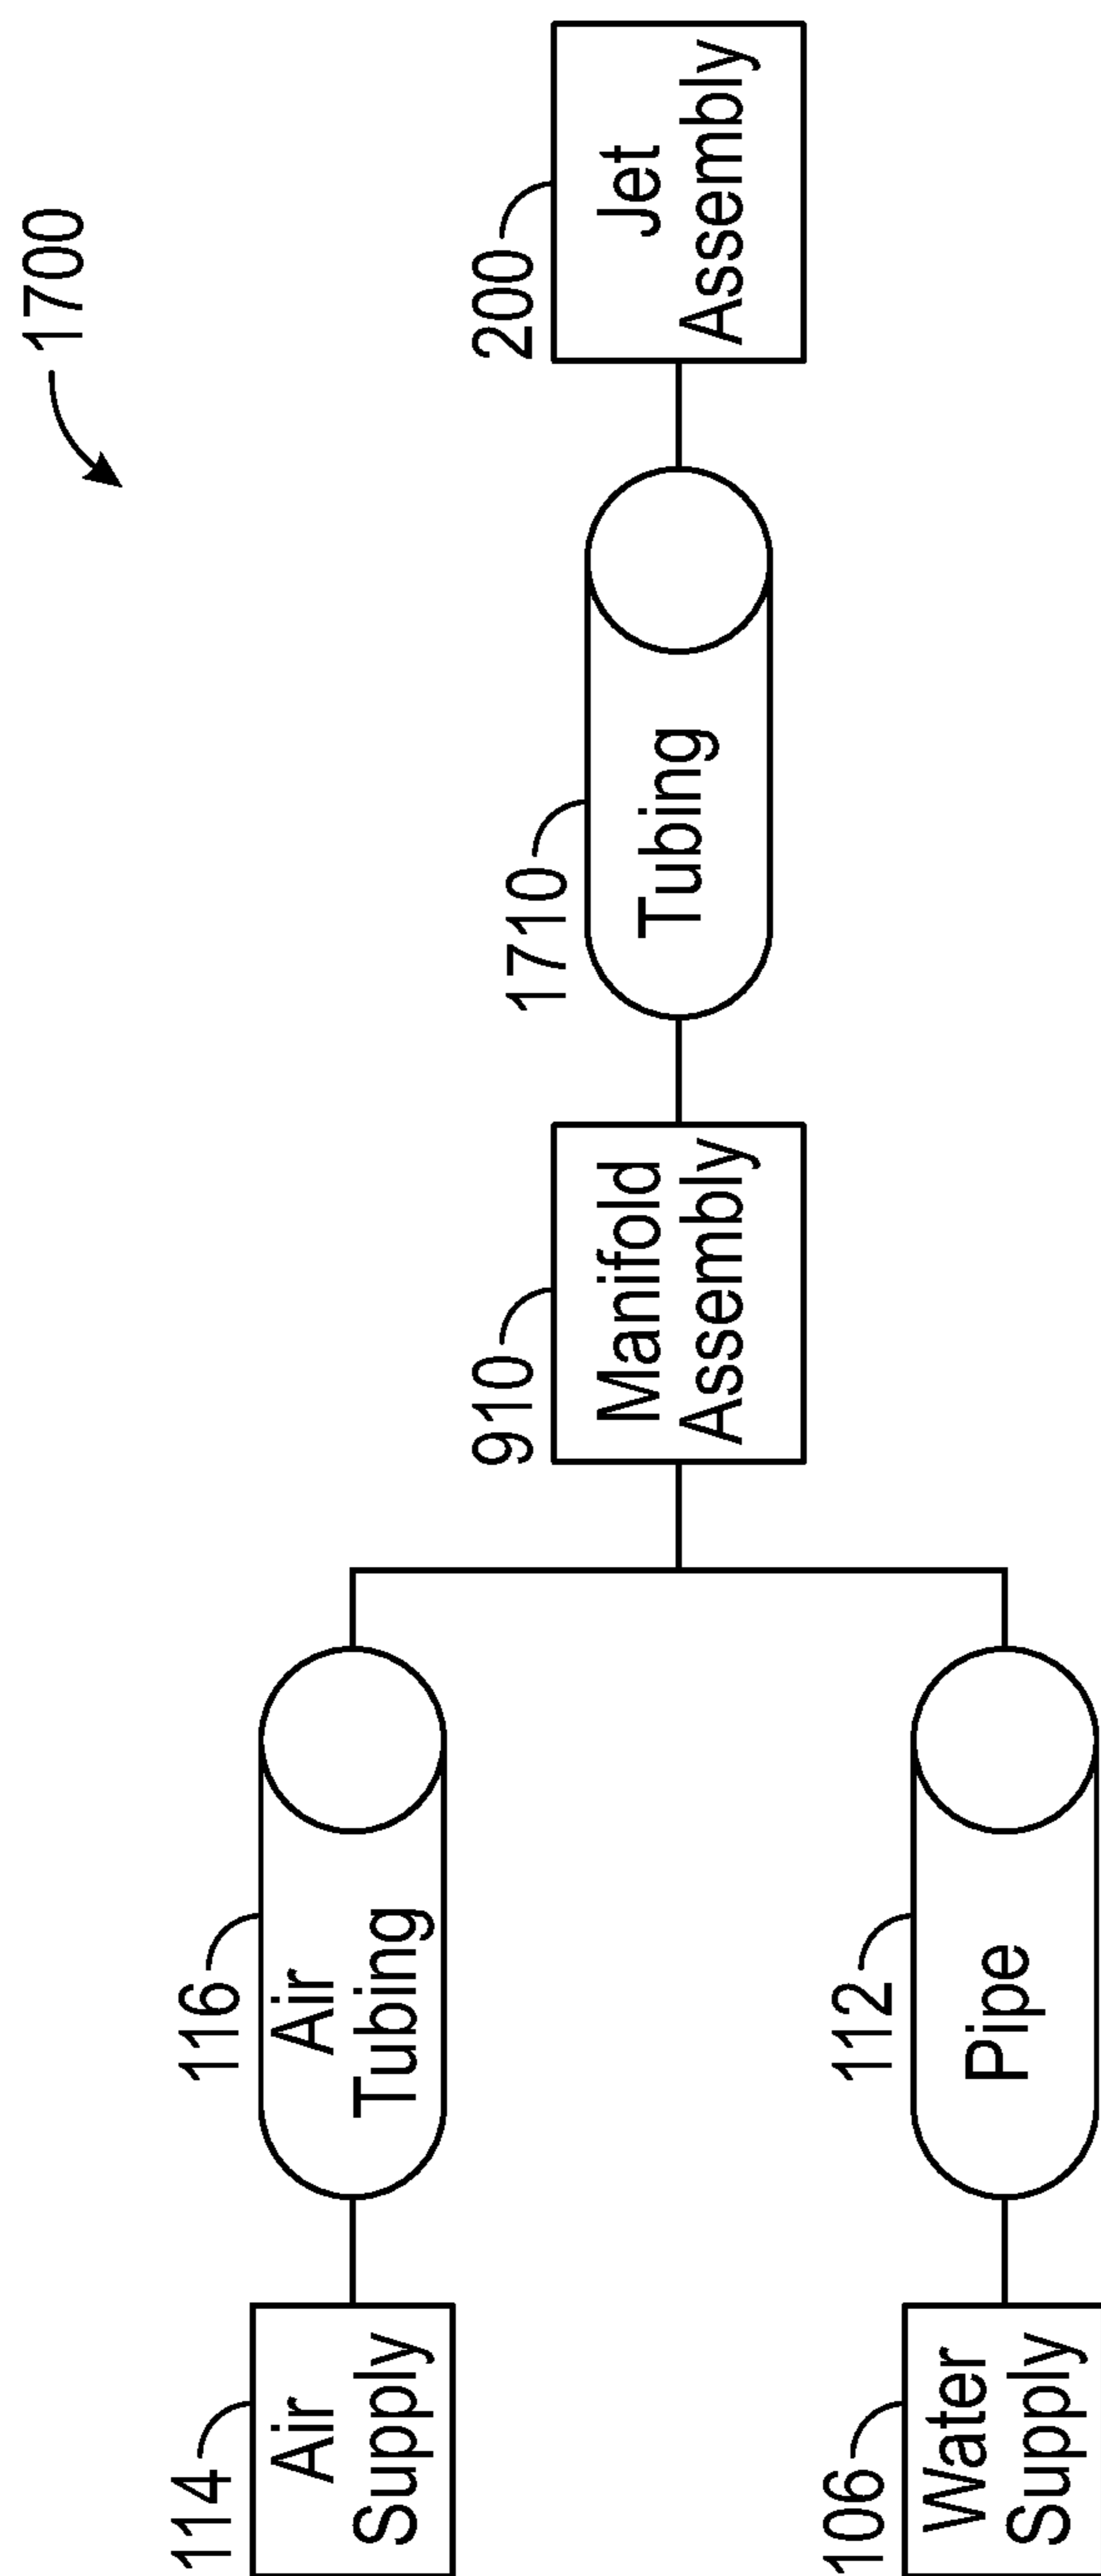 1700
114
Air
Supply
116
Air
Tubing
106
Water
Supply
112
Pipe
910
Manifold
Assembly
1710
Tubing
200
Jet
Assembly